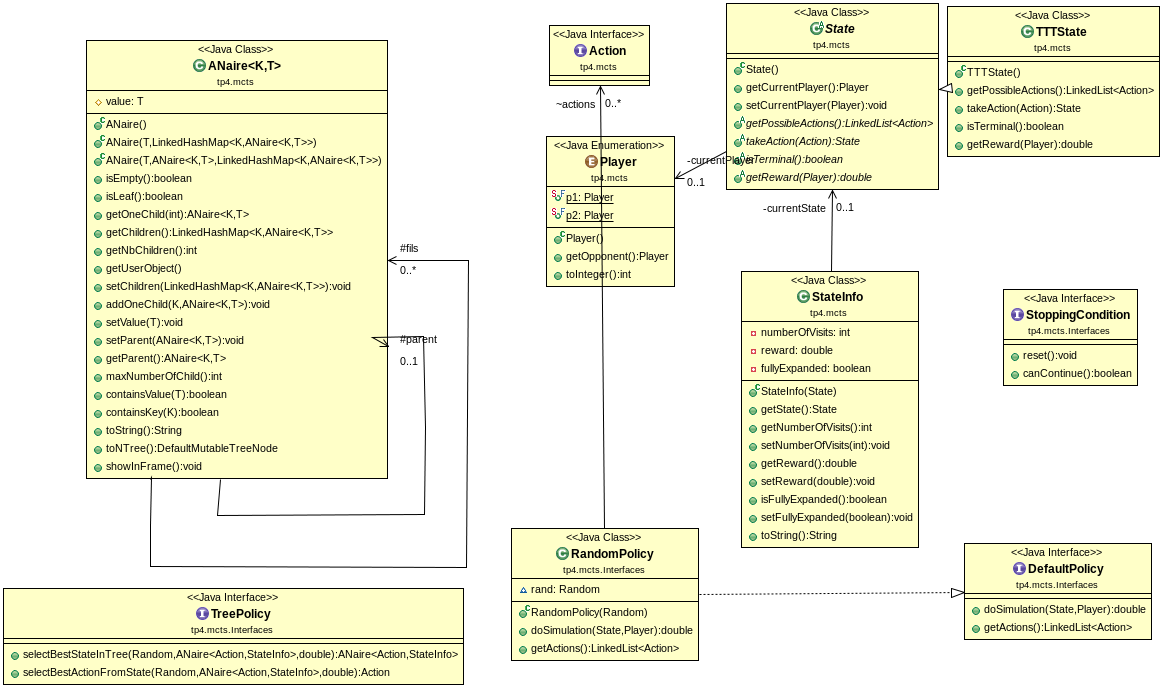 <<Java Class>>
ANaire<K,T>
tp4.mcts
value: T
ANaire()
ANaire(T,LinkedHashMap<K,ANaire<K,T>>)
ANaire(T,ANaire<K,T>,LinkedHashMap<K,ANaire<K,T>>)
isEmpty():boolean
isLeaf():boolean
getOneChild(int):ANaire<K,T>
getChildren():LinkedHashMap<K,ANaire<K,T>>
getNbChildren():int
getUserObject()
setChildren(LinkedHashMap<K,ANaire<K,T>>):void
addOneChild(K,ANaire<K,T>):void
setValue(T):void
setParent(ANaire<K,T>):void
getParent():ANaire<K,T>
maxNumberOfChild():int
containsValue(T):boolean
containsKey(K):boolean
toString():String
toNTree():DefaultMutableTreeNode
showInFrame():void
#fils
0..*
#parent
0..1
<<Java Interface>>
TreePolicy
tp4.mcts.Interfaces
selectBestStateInTree(Random,ANaire<Action,StateInfo>,double):ANaire<Action,StateInfo>
selectBestActionFromState(Random,ANaire<Action,StateInfo>,double):Action
<<Java Interface>>
Action
tp4.mcts
~actions
0..*
<<Java Enumeration>>
Player
tp4.mcts
p1: Player
p2: Player
Player()
getOpponent():Player
toInteger():int
-currentPlayer
0..1
<<Java Class>>
State
tp4.mcts
State()
getCurrentPlayer():Player
setCurrentPlayer(Player):void
getPossibleActions():LinkedList<Action>
takeAction(Action):State
isTerminal():boolean
getReward(Player):double
<<Java Class>>
TTTState
tp4.mcts
TTTState()
getPossibleActions():LinkedList<Action>
takeAction(Action):State
isTerminal():boolean
getReward(Player):double
-currentState
0..1
<<Java Class>>
StateInfo
tp4.mcts
numberOfVisits: int
reward: double
fullyExpanded: boolean
StateInfo(State)
getState():State
getNumberOfVisits():int
setNumberOfVisits(int):void
getReward():double
setReward(double):void
isFullyExpanded():boolean
setFullyExpanded(boolean):void
toString():String
<<Java Interface>>
StoppingCondition
tp4.mcts.Interfaces
reset():void
canContinue():boolean
<<Java Class>>
RandomPolicy
tp4.mcts.Interfaces
rand: Random
RandomPolicy(Random)
doSimulation(State,Player):double
getActions():LinkedList<Action>
<<Java Interface>>
DefaultPolicy
tp4.mcts.Interfaces
doSimulation(State,Player):double
getActions():LinkedList<Action>